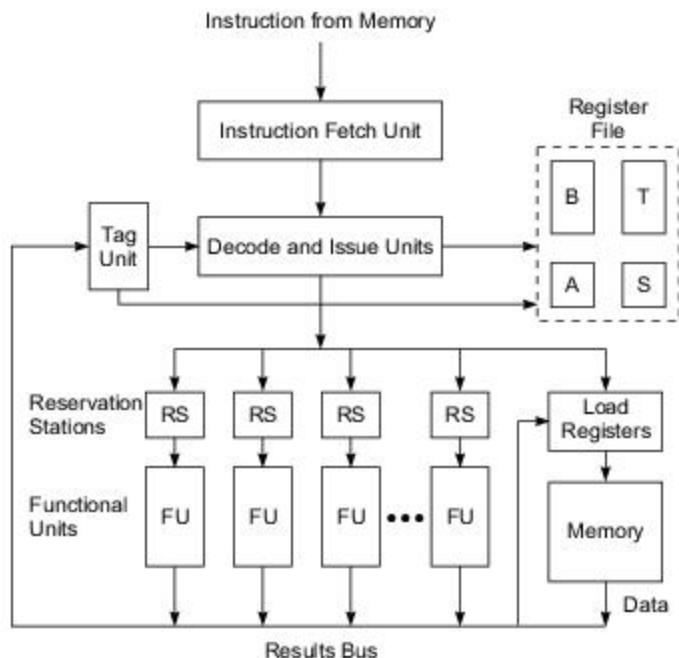 Instruction from Memory
Instruction Fetch Unit
Register
File
B
T
Tag
Unit
Decode and Issue Units
A
S
Reservation
Stations
RS
RS
RS
RS
Load
Registers
Functional
Units
FU
FU
FU
FU
Memory
Data
Results Bus